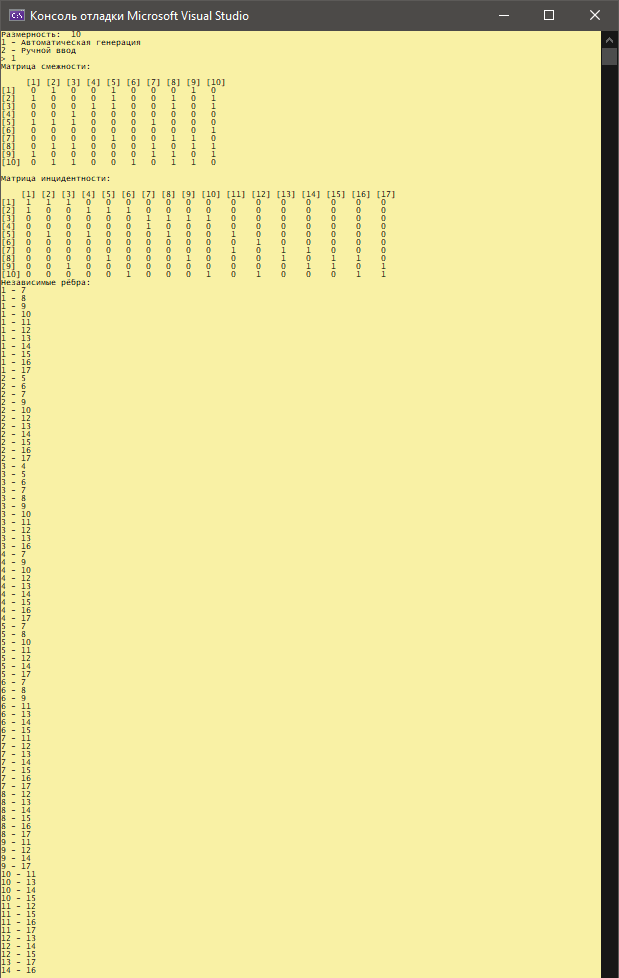 Консоль отладки Microsoft Visual Studio
Размерность: 10
1 - Автоматическая генерация
2 - Ручной ввод
> 1
Матрица смежности:
[1] [2] [3] [4] [5] [6] [7] [8] [9] [10]
[1] 0 1 0 0 1 0 0 0 1 0
[2] 1 0 0 0 1 0 0 1 0 1
[3] 0 0 0 1 1 0 0 1 0 1
[4] 0 0 1 0 0 0 0 0 0 0
[5] 1 1 1 0 0 0 1 0 0 0
[6] 0 0 0 0 0 0 0 0 0 1
[7] 0 0 0 0 1 0 0 1 1 0
[8] 0 1 1 0 0 0 1 0 1 1
[9] 1 0 0 0 0 0 1 1 0 1
[10] 0 1 1 0 0 1 0 1 1 0
Матрица инцидентности:
[1] [2] [3] [4] [5] [6] [7] [8] [9] [10] [11] [12] [13] [14] [15] [16] [17]
[1] 1 1 1 0 0 0 0 0 0 0 0 0 0 0 0 0 0
[2] 1 0 0 1 1 1 0 0 0 0 0 0 0 0 0 0 0
[3] 0 0 0 0 0 0 1 1 1 1 0 0 0 0 0 0 0
[4] 0 0 0 0 0 0 1 0 0 0 0 0 0 0 0 0 0
[5] 0 1 0 1 0 0 0 1 0 0 1 0 0 0 0 0 0
[6] 0 0 0 0 0 0 0 0 0 0 0 1 0 0 0 0 0
[7] 0 0 0 0 0 0 0 0 0 0 1 0 1 1 0 0 0
[8] 0 0 0 0 1 0 0 0 1 0 0 0 1 0 1 1 0
[9] 0 0 1 0 0 0 0 0 0 0 0 0 0 1 1 0 1
[10] 0 0 0 0 0 1 0 0 0 1 0 1 0 0 0 1 1
Независимые рёбра:
1 - 7
1 - 8
1 - 9
1 - 10
1 - 11
1 - 12
1 - 13
1 - 14
1 - 15
1 - 16
1 - 17
2 - 5
2 - 6
2 - 7
2 - 9
2 - 10
2 - 12
2 - 13
2 - 14
2 - 15
2 - 16
2 - 17
3 - 4
3 - 5
3 - 6
3 - 7
3 - 8
3 - 9
3 - 10
3 - 11
3 - 12
3 - 13
3 - 16
4 - 7
4 - 9
4 - 10
4 - 12
4 - 13
4 - 14
4 - 15
4 - 16
4 - 17
5 - 7
5 - 8
5 - 10
5 - 11
5 - 12
5 - 14
5 - 17
6 - 7
6 - 8
6 - 9
6 - 11
6 - 13
6 - 14
6 - 15
7 - 11
7 - 12
7 - 13
7 - 14
7 - 15
7 - 16
7 - 17
8 - 12
8 - 13
8 - 14
8 - 15
8 - 16
8 - 17
9 - 11
9 - 12
9 - 14
9 - 17
10 - 11
10 - 13
10 - 14
10 - 15
11 - 12
11 - 15
11 - 16
11 - 17
12 - 13
12 - 14
12 - 15
13 - 17
14 - 16